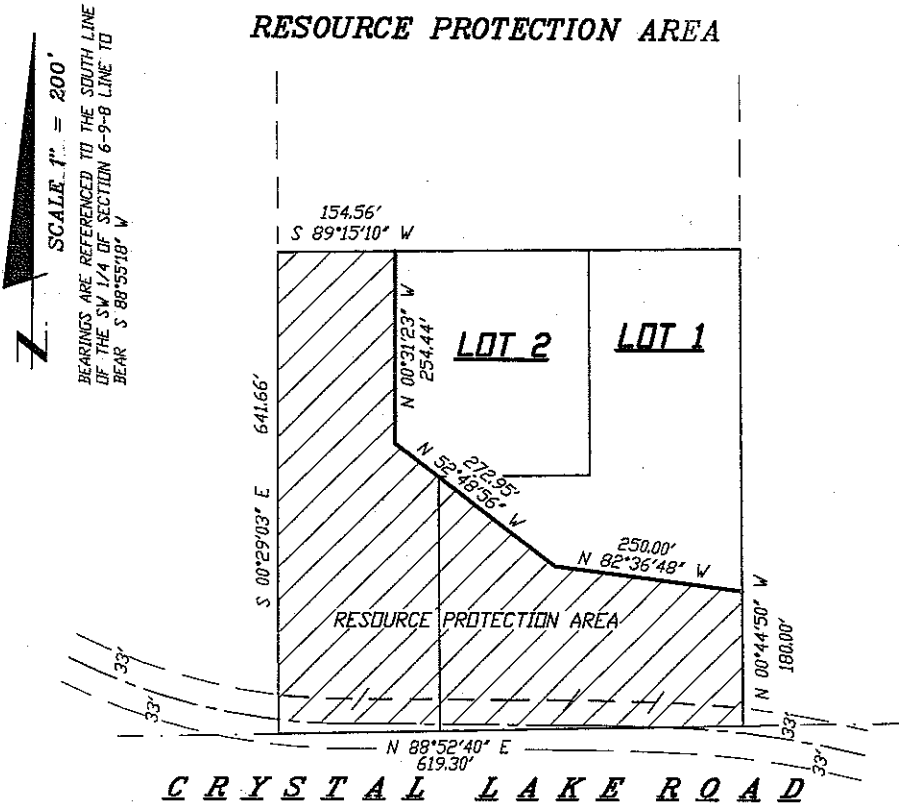 RESOURCE PROTECTION AREA
SCALE 1" = 200'
BEARINGS ARE REFERENCED TO THE SOUTH LINE
OF THE SW 1/4 OF SECTION 6-9-8 LINE TO
BEAR S 88°55'18" W
Z
154.56'
S 89°15'10" W
N 00°31'23" W
254.44'
LOT 2
LOT 1
641.66'
S 00°29'03" E
272.95'
N 52°48'56" W
250.00'
N 82°36'48" W
N 00°44'50" W
180.00'
RESOURCE PROTECTION AREA
33'
33'
33'
33'
N 88°52'40" E
619.30'
CRYSTAL LAKE ROAD